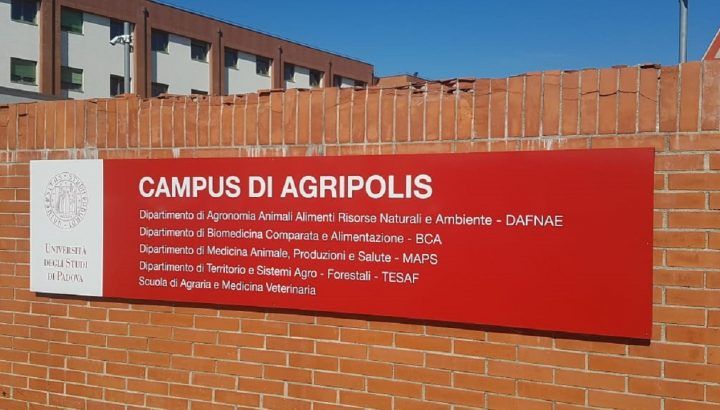 CAMPUS DI AGRIPOLIS
Dipartimento di Agronomia Animali Alimenti Risorse Naturali e Ambiente - DAFNAE
Dipartimento di Biomedicina Comparata e Alimentazione - BCA
Dipartimento di Medicina Animale, Produzioni e Salute - MAPS
Dipartimento di Territorio e Sistemi Agro - Forestali - TESAF
Scuola di Agraria e Medicina Veterinaria
UNIVERSITÀ
DEGLI STUDI
DI PADOVA